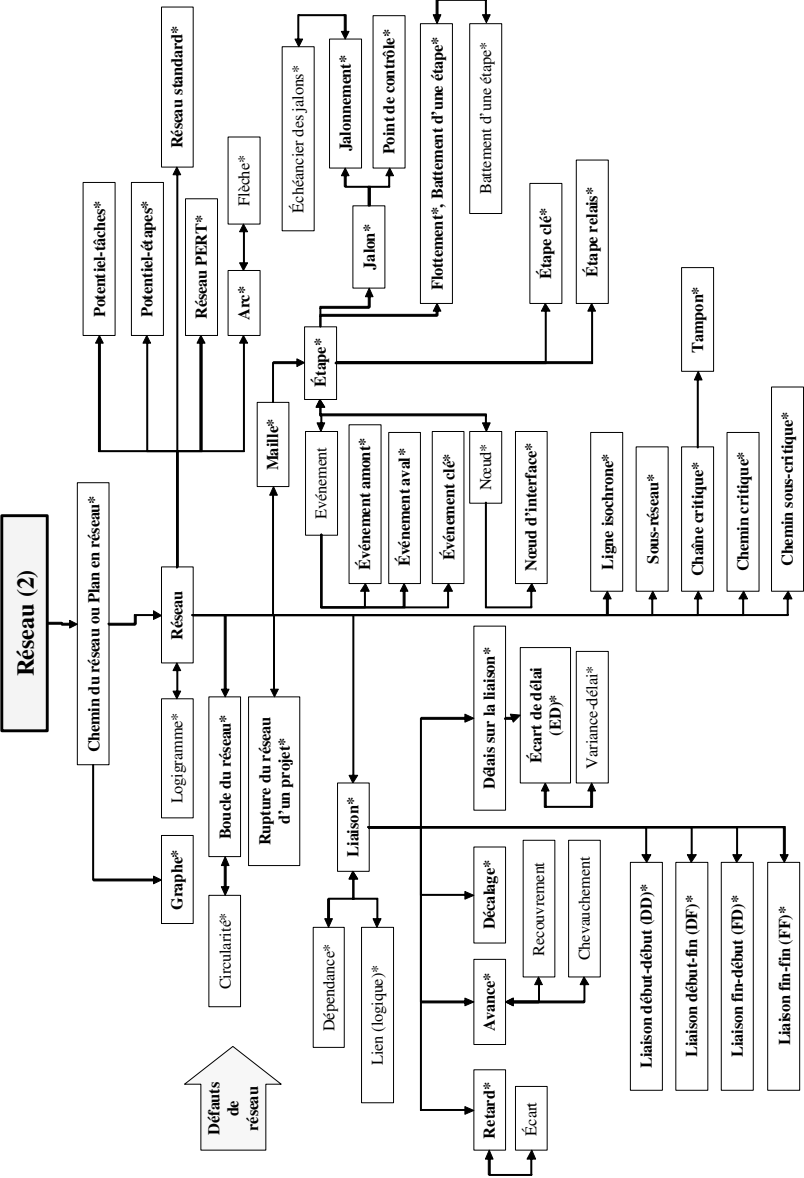 Réseau (2)
Chemin du réseau ou Plan en réseau*
Graphe*
Logigramme*
Réseau
Réseau standard*
Potentiel-tâches*
Potentiel-étapes*
Réseau PERT*
Arc*
Flèche*
Défauts
de
réseau
Circularité*
Boucle du réseau*
Rupture du réseau
d’un projet*
Maille*
Étape*
Jalon*
Échéancier des jalons*
Jalonnement*
Point de contrôle*
Flottement*, Battement d’une étape*
Battement d’une étape*
Étape clé*
Étape relais*
Evénement
Événement amont*
Événement aval*
Événement clé*
Nœud*
Nœud d’interface*
Dépendance*
Lien (logique)*
Liaison*
Retard*
Écart
Avance*
Recouvrement
Chevauchement
Décalage*
Délais sur la liaison*
Écart de délai
(ED)*
Variance-délai*
Liaison début-début (DD)*
Liaison début-fin (DF)*
Liaison fin-début (FD)*
Liaison fin-fin (FF)*
Ligne isochrone*
Sous-réseau*
Chaîne critique*
Tampon*
Chemin critique*
Chemin sous-critique*